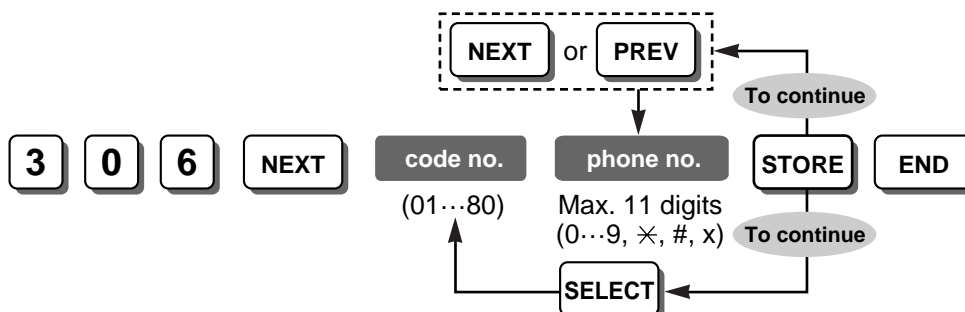 NEXT or PREV
To continue
3 0 6 NEXT code no. phone no. STORE END
(01···80) Max. 11 digits
(0···9, ✳, #, x) To continue
SELECT